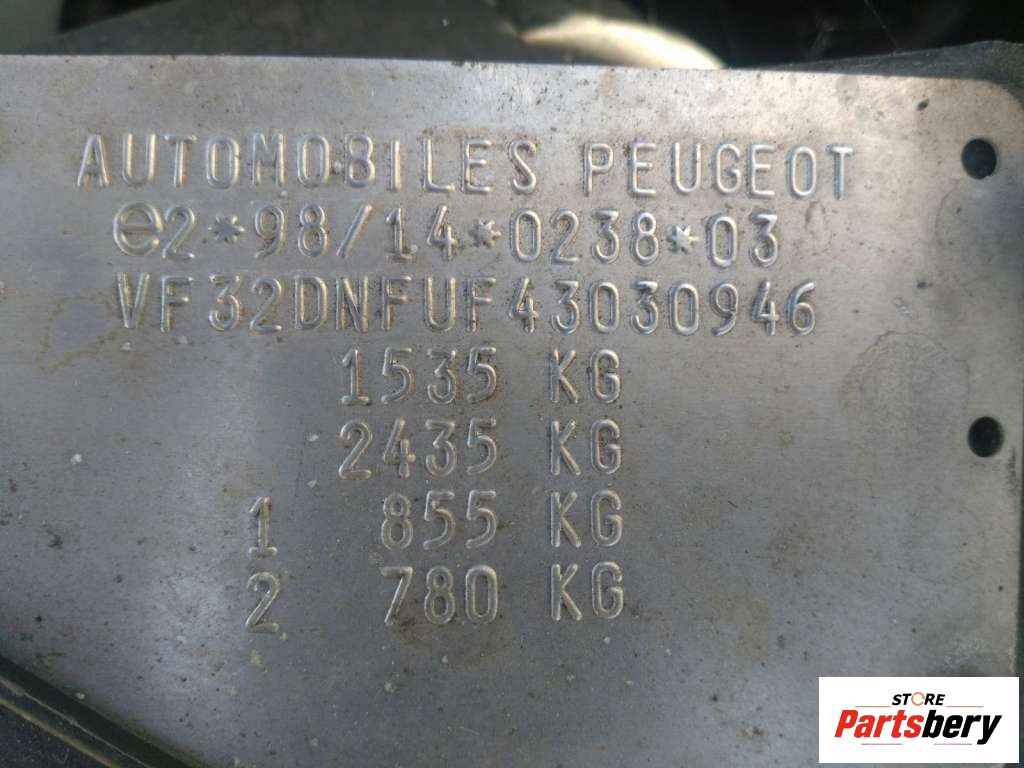 AUTOMOBILES PEUGEOT
e2*98/14*0238*03
VF32DNFUF43030946
1535 KG
2435 KG
1 855 KG
2 780 KG
STORE
Partsbery